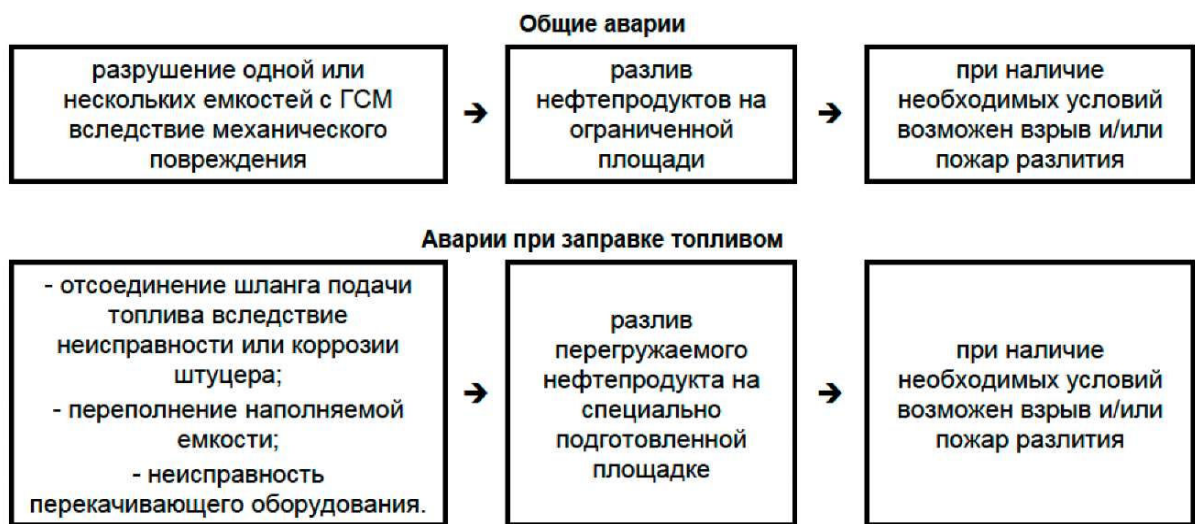 Общие аварии
разрушение одной или
нескольких емкостей с ГСМ
вследствие механического
повреждения
➔
разлив
нефтепродуктов на
ограниченной
площади
➔
при наличие
необходимых условий
возможен взрыв и/или
пожар разлития
Аварии при заправке топливом
- отсоединение шланга подачи
топлива вследствие
неисправности или коррозии
штуцера;
- переполнение наполняемой
емкости;
- неисправность
перекачивающего оборудования.
➔
разлив
перегружаемого
нефтепродукта на
специально
подготовленной
площадке
➔
при наличие
необходимых условий
возможен взрыв и/или
пожар разлития